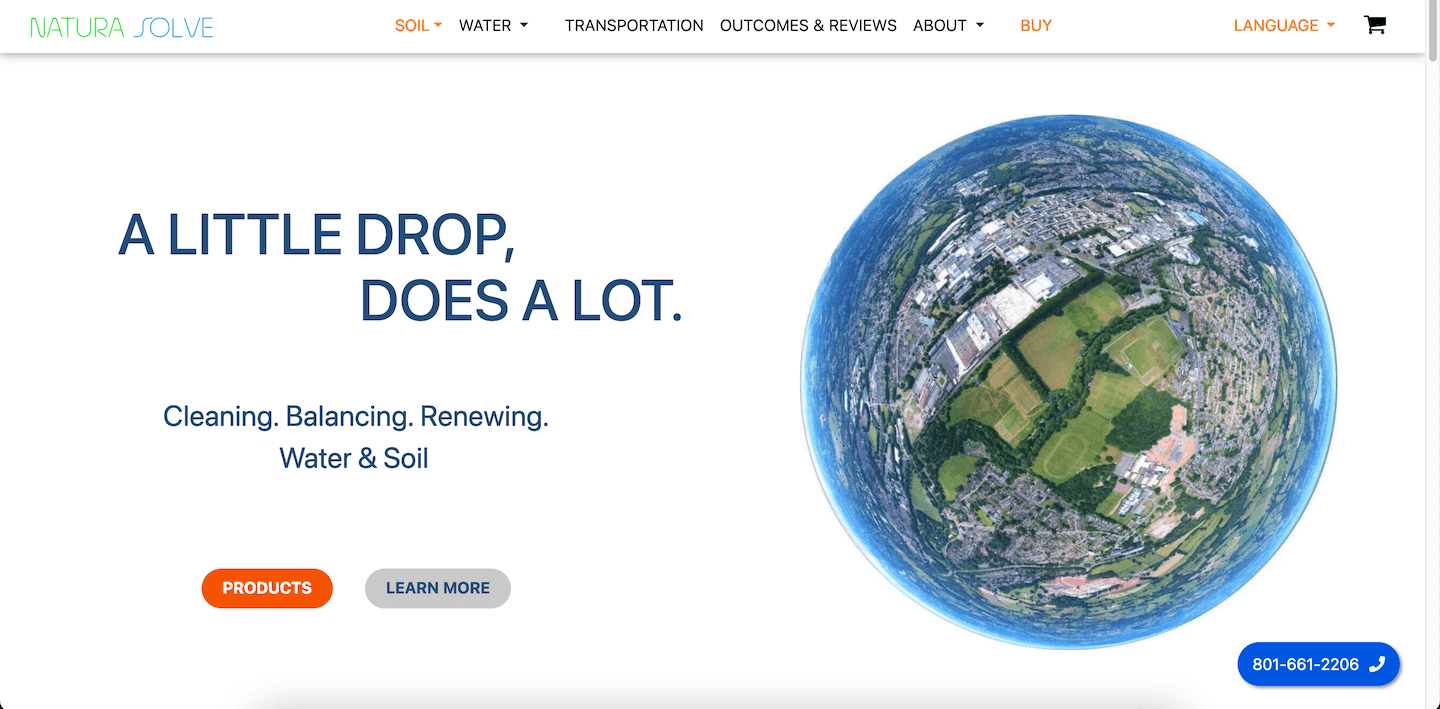 NATURA SOLVE
SOIL WATER TRANSPORTATION OUTCOMES & REVIEWS ABOUT BUY LANGUAGE
A LITTLE DROP,
DOES A LOT.
Cleaning. Balancing. Renewing.
Water & Soil
PRODUCTS LEARN MORE
801-661-2206